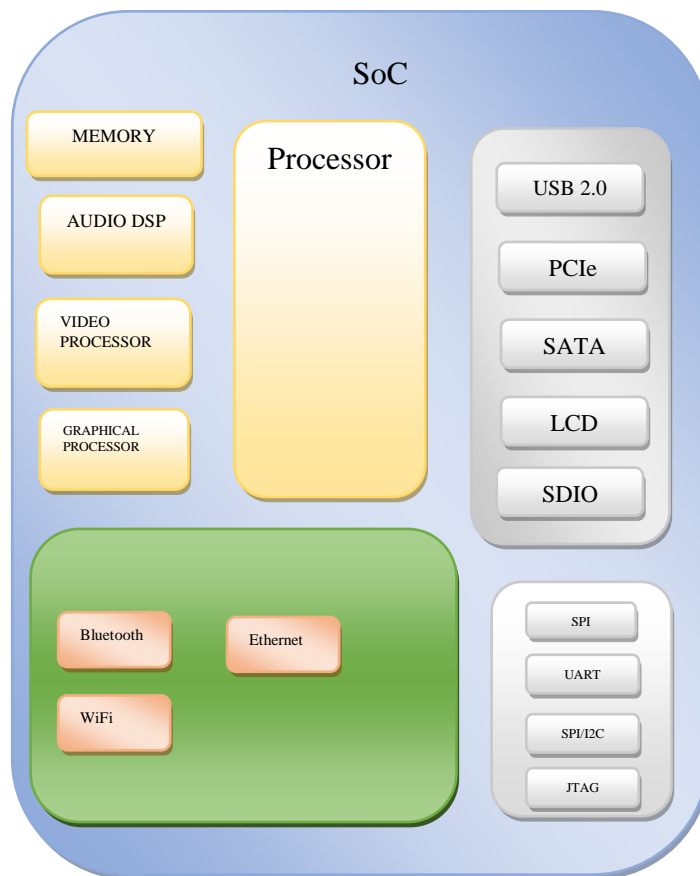 SoC
MEMORY
AUDIO DSP
VIDEO
PROCESSOR
GRAPHICAL
PROCESSOR
Processor
USB 2.0
PCIe
SATA
LCD
SDIO
Bluetooth
Ethernet
WiFi
SPI
UART
SPI/I2C
JTAG